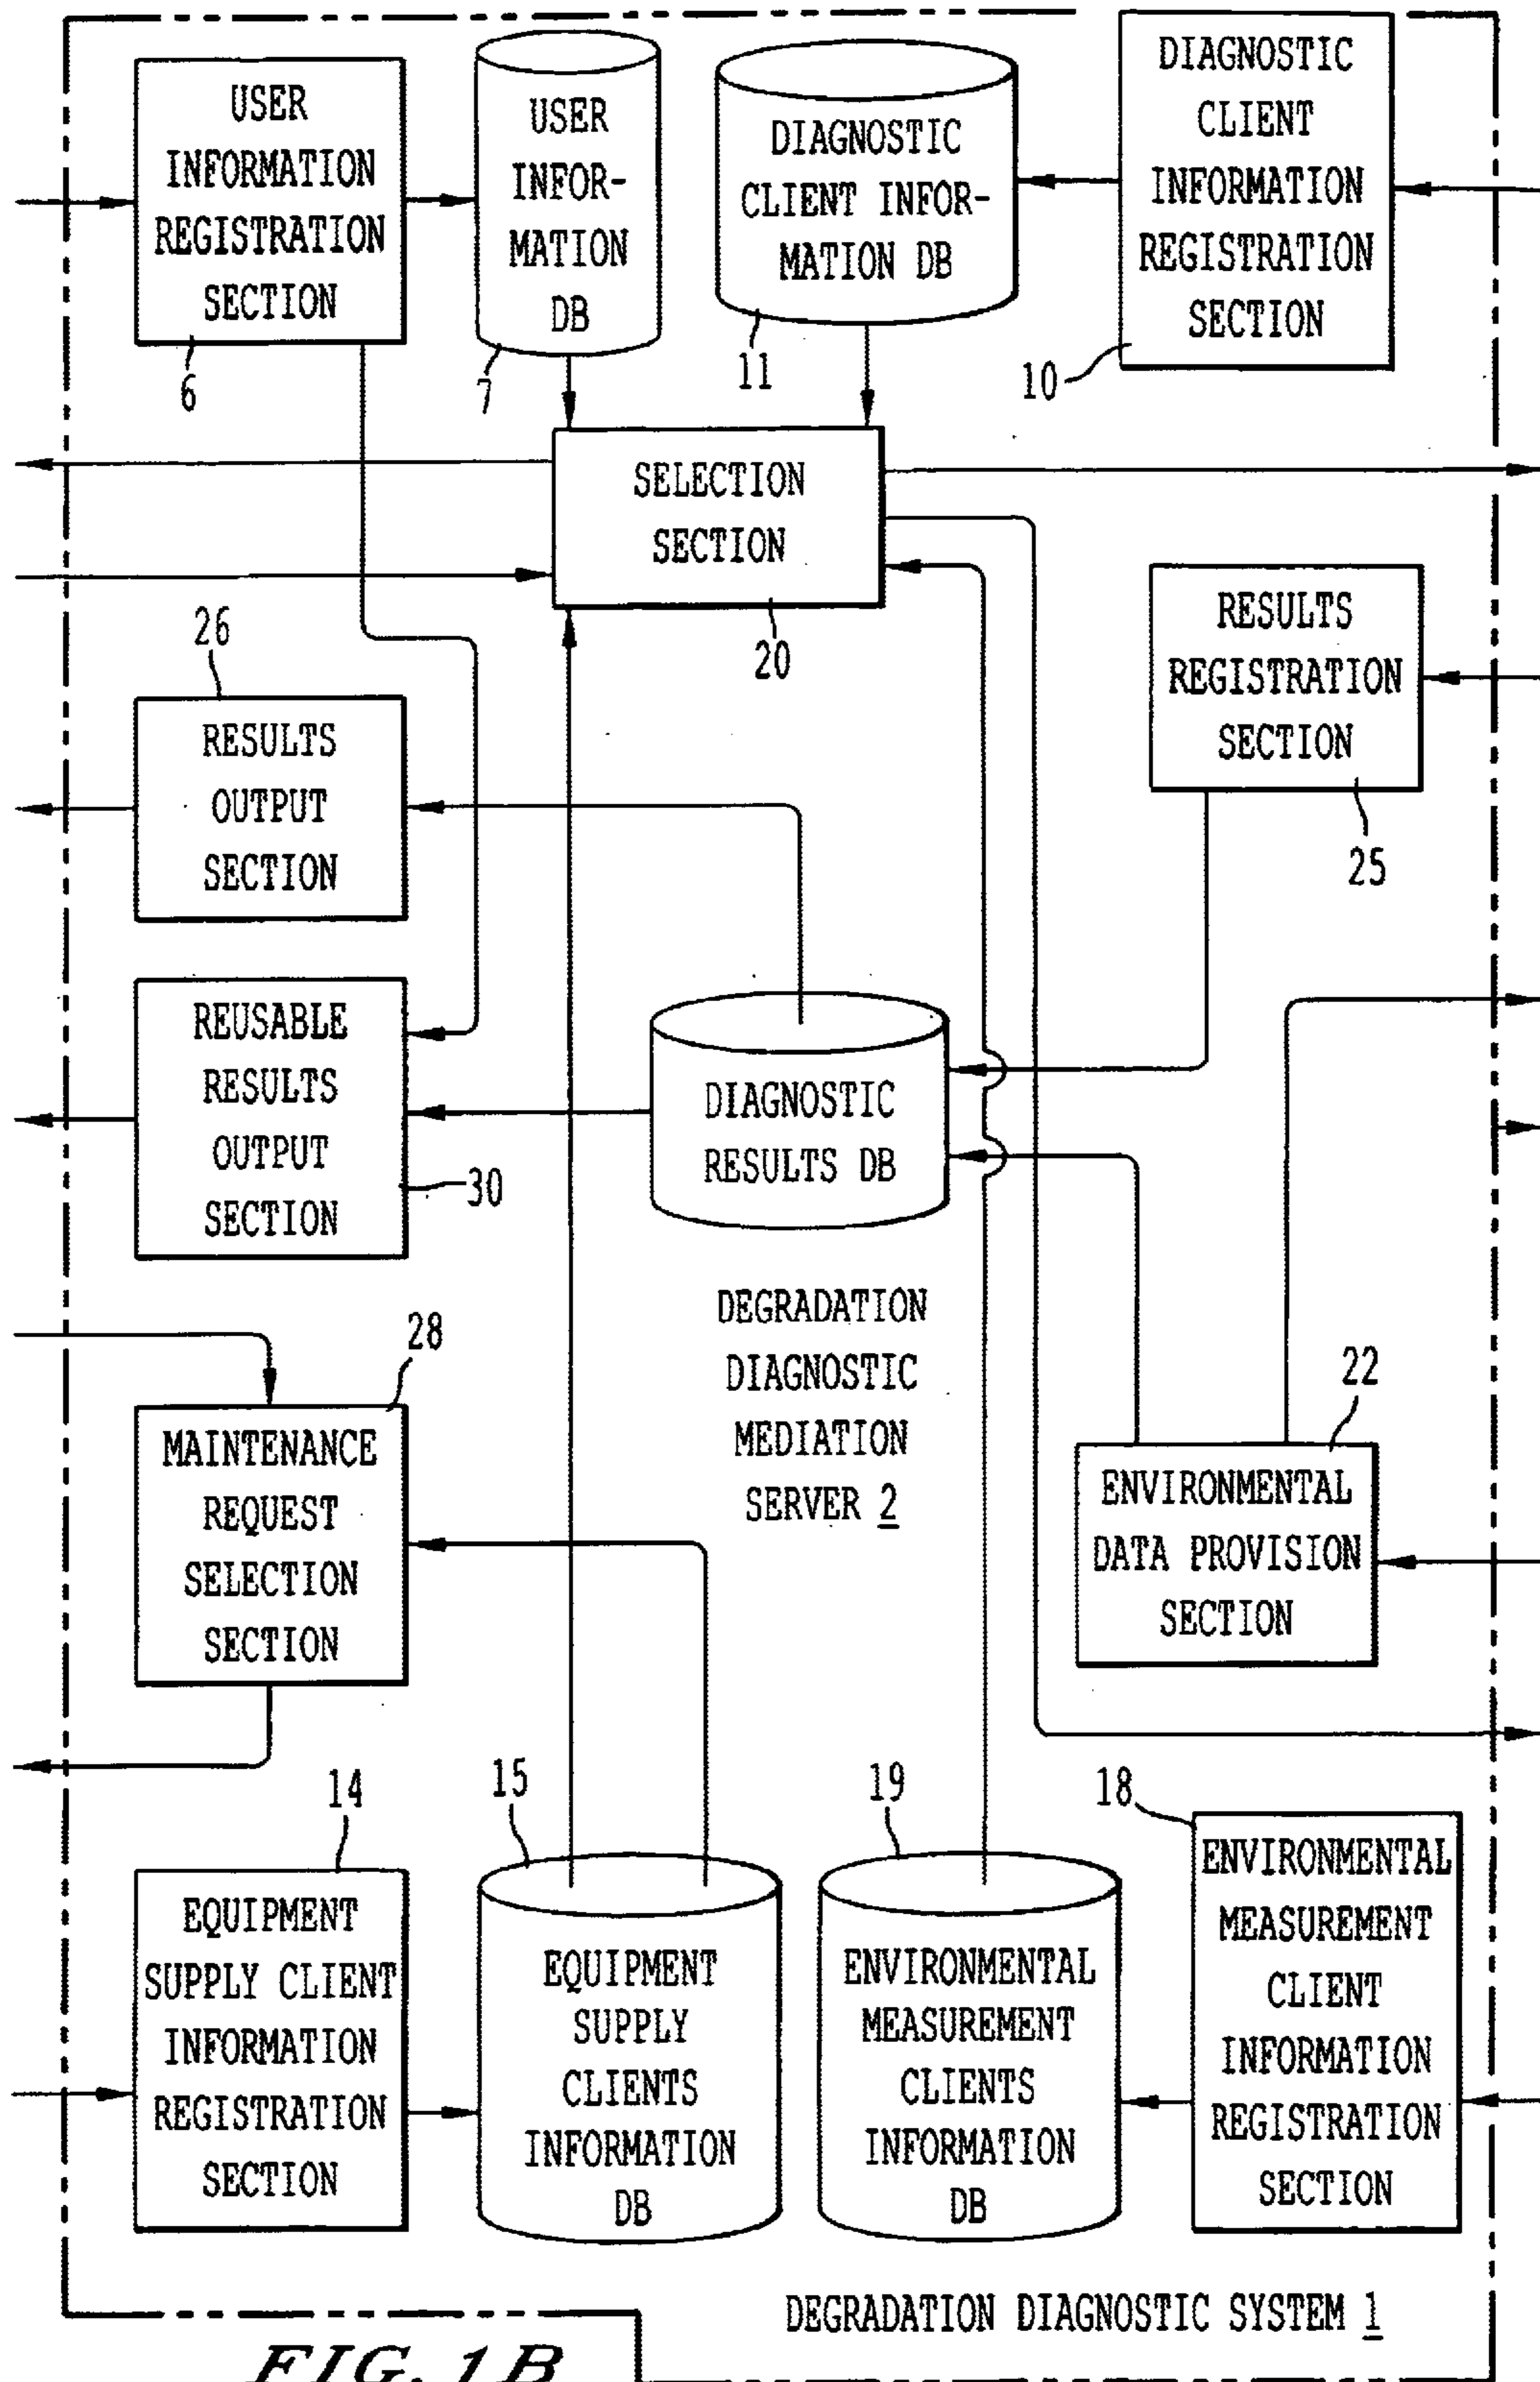 USER
INFORMATION
REGISTRATION
SECTION
6
USER
INFOR-
MATION
DB
7
DIAGNOSTIC
CLIENT INFOR-
MATION DB
11
DIAGNOSTIC
CLIENT
INFORMATION
REGISTRATION
SECTION
10
SELECTION
SECTION
20
RESULTS
REGISTRATION
SECTION
25
26
RESULTS
OUTPUT
SECTION
REUSABLE
RESULTS
OUTPUT
SECTION
30
DIAGNOSTIC
RESULTS DB
DEGRADATION
DIAGNOSTIC
MEDIATION
SERVER 2
28
MAINTENANCE
REQUEST
SELECTION
SECTION
22
ENVIRONMENTAL
DATA PROVISION
SECTION
14
EQUIPMENT
SUPPLY CLIENT
INFORMATION
REGISTRATION
SECTION
15
EQUIPMENT
SUPPLY
CLIENTS
INFORMATION
DB
19
ENVIRONMENTAL
MEASUREMENT
CLIENTS
INFORMATION
DB
18
ENVIRONMENTAL
MEASUREMENT
CLIENT
INFORMATION
REGISTRATION
SECTION
DEGRADATION DIAGNOSTIC SYSTEM 1
FIG. 1B